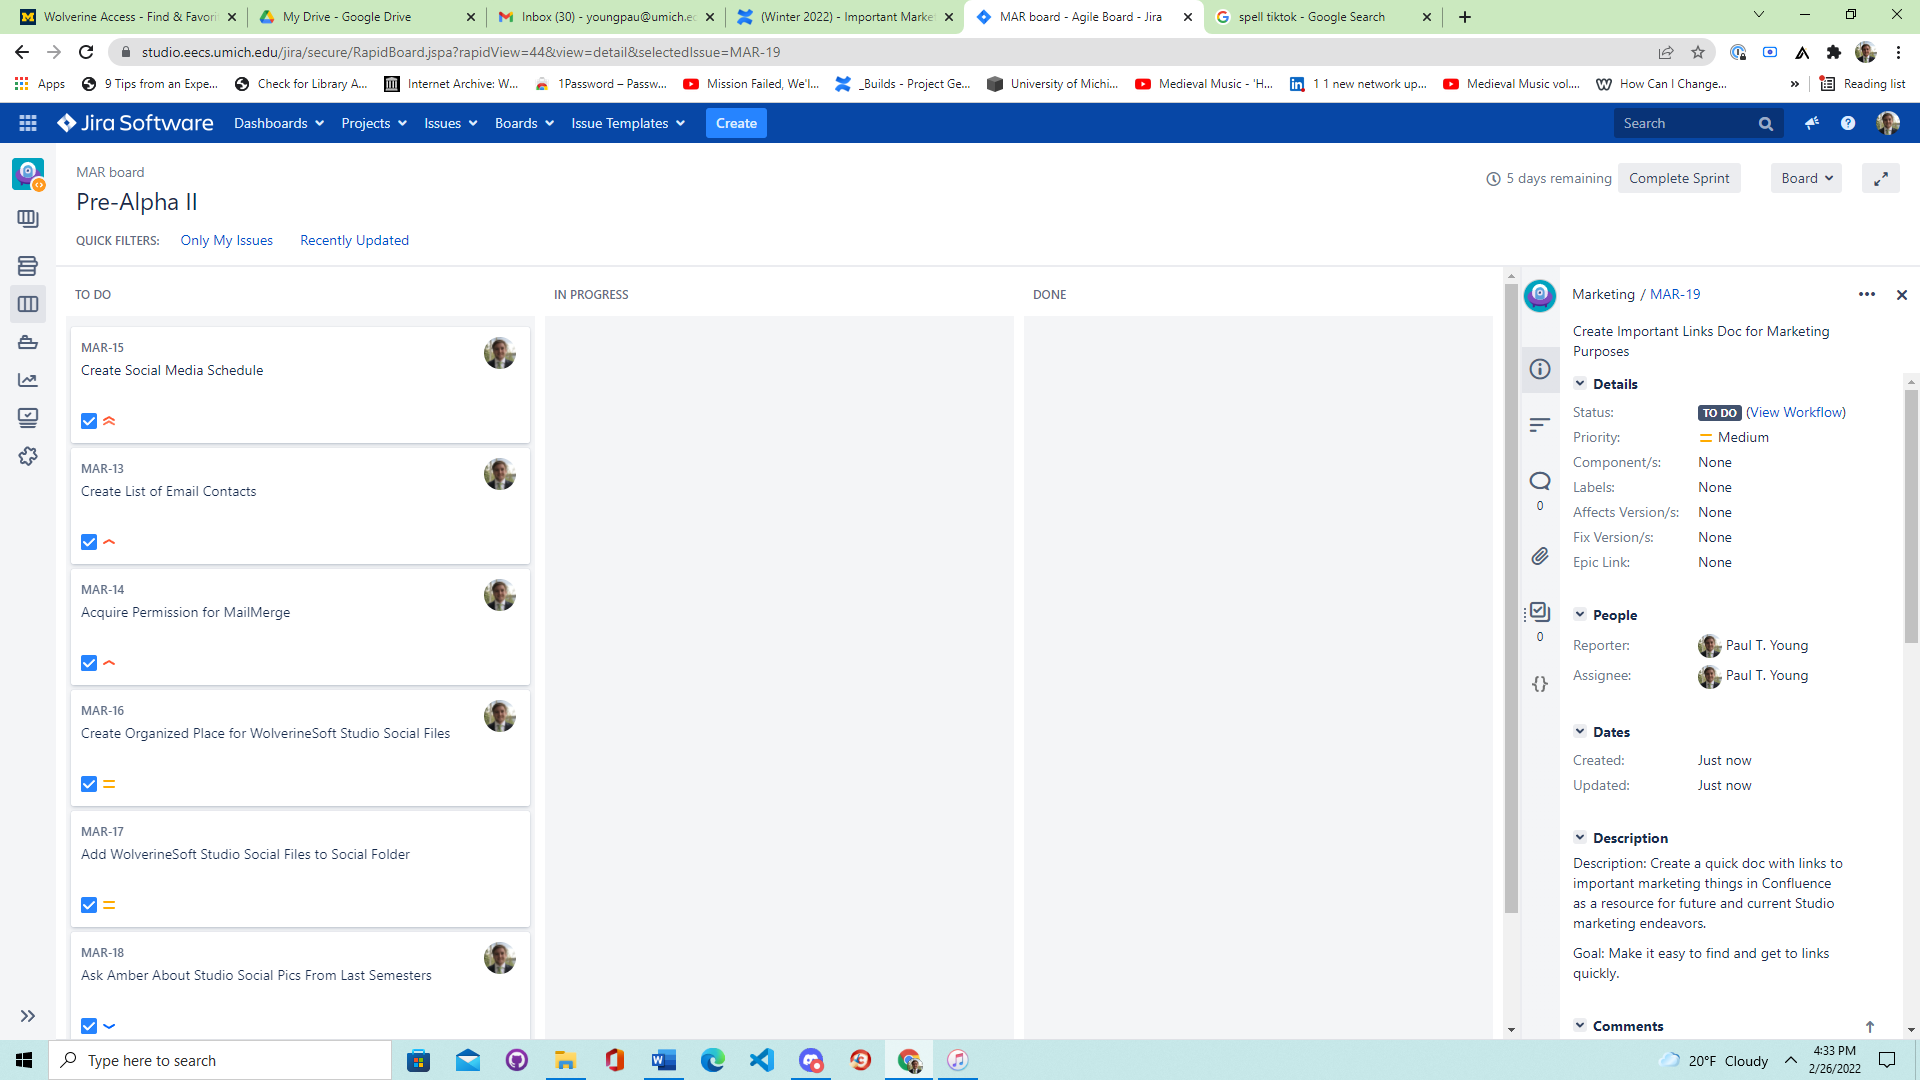 Wolverine Access - Find & Favori
My Drive - Google Drive
Inbox (30) - youngpau@umich.ec
(Winter 2022) - Important Marke
MAR board - Agile Board - Jira
spell tiktok - Google Search
studio.eecs.umich.edu/jira/secure/RapidBoard.jspa?rapidView=44&view=detail&selectedIssue=MAR-19
Apps
9 Tips from an Expe...
Check for Library A...
Internet Archive: W...
1Password – Passw...
Mission Failed, We'l...
_Builds - Project Ge...
University of Michi...
Medieval Music - 'H...
1 1 new network up...
Medieval Music vol....
How Can I Change...
»
Reading list
Jira Software
Dashboards
Projects
Issues
Boards
Issue Templates
Create
Search
MAR board
Pre-Alpha II
5 days remaining
Complete Sprint
Board
QUICK FILTERS:
Only My Issues
Recently Updated
TO DO
IN PROGRESS
DONE
MAR-15
Create Social Media Schedule
MAR-13
Create List of Email Contacts
MAR-14
Acquire Permission for MailMerge
MAR-16
Create Organized Place for WolverineSoft Studio Social Files
MAR-17
Add WolverineSoft Studio Social Files to Social Folder
MAR-18
Ask Amber About Studio Social Pics From Last Semesters
0
0
Marketing / MAR-19
Create Important Links Doc for Marketing
Purposes
Details
Status: TO DO (View Workflow)
Priority: Medium
Component/s: None
Labels: None
Affects Version/s: None
Fix Version/s: None
Epic Link: None
People
Reporter: Paul T. Young
Assignee: Paul T. Young
Dates
Created: Just now
Updated: Just now
Description
Description: Create a quick doc with links to
important marketing things in Confluence
as a resource for future and current Studio
marketing endeavors.
Goal: Make it easy to find and get to links
quickly.
Comments
Type here to search
20°F Cloudy
4:33 PM
2/26/2022